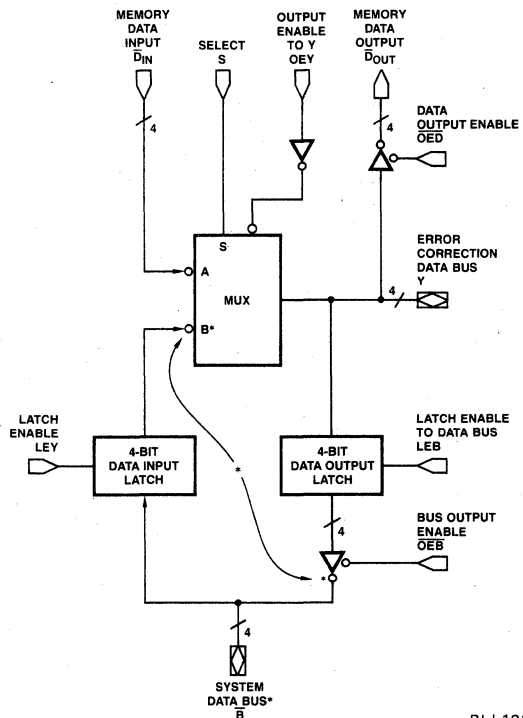 MEMORY
DATA
INPUT
D̅IN
SELECT
S
OUTPUT
ENABLE
TO Y
OEY
MEMORY
DATA
OUTPUT
D̅OUT
4
4
DATA
OUTPUT ENABLE
O̅E̅D̅
S
A
MUX
B*
ERROR
CORRECTION
DATA BUS
Y
4
LATCH
ENABLE
LEY
4-BIT
DATA INPUT
LATCH
*
4-BIT
DATA OUTPUT
LATCH
LATCH ENABLE
TO DATA BUS
LEB
4
BUS OUTPUT
ENABLE
O̅E̅B̅
*
4
SYSTEM
DATA BUS*
B̅